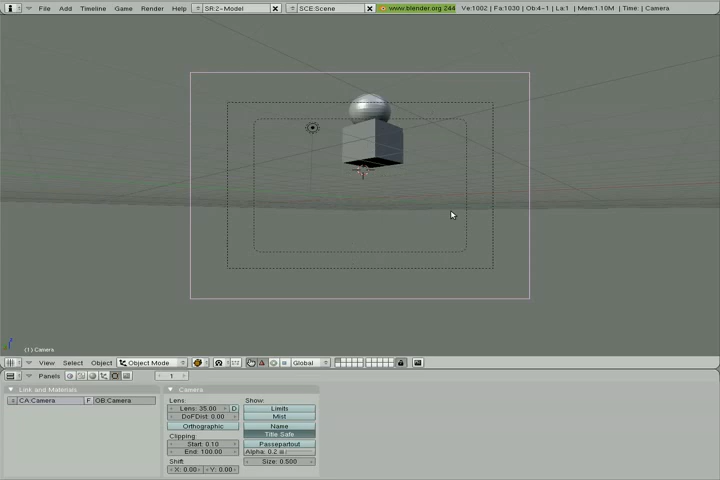 File Add Timeline Game Render Help SR:2-Model SCE:Scene www.blender.org 244 Ve:1002 | Fa:1030 | Ob:4-1 | La:1 | Mem:1.10M | Time: | Camera
(1) Camera
View Select Object Object Mode Global
Panels 1
Link and Materials
CA:Camera F OB:Camera
Camera
Lens:
Lens: 35.00 D
DoFDist: 0.00
Orthographic
Clipping:
Start: 0.10
End: 100.00
Shift:
X: 0.00 Y: 0.00
Show:
Limits
Mist
Name
Title Safe
Passepartout
Alpha: 0.2
Size: 0.500